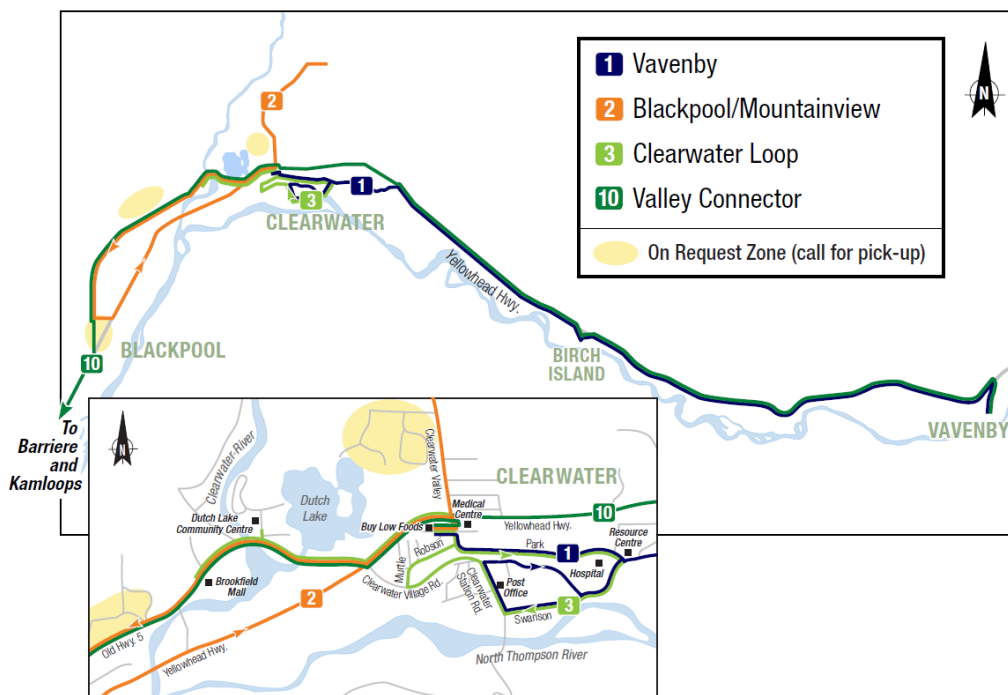 1 Vavenby
2 Blackpool/Mountainview
3 Clearwater Loop
10 Valley Connector
On Request Zone (call for pick-up)
N
2
1
3
CLEARWATER
Yellowhead Hwy.
BLACKPOOL
10
BIRCH
ISLAND
VAVENBY
To
Barriere
and
Kamloops
N
Clearwater River
Dutch
Lake
Clearwater Valley
CLEARWATER
Medical
Centre
10
Dutch Lake
Community Centre
Buy Low Foods
Yellowhead Hwy.
Resource
Centre
Robson
Park
1
Murtle
Hospital
Brookfield
Mall
Clearwater Village Rd.
Clearwater
Station Rd.
Post
Office
2
3
Swanson
Old Hwy. 5
Yellowhead Hwy.
North Thompson River